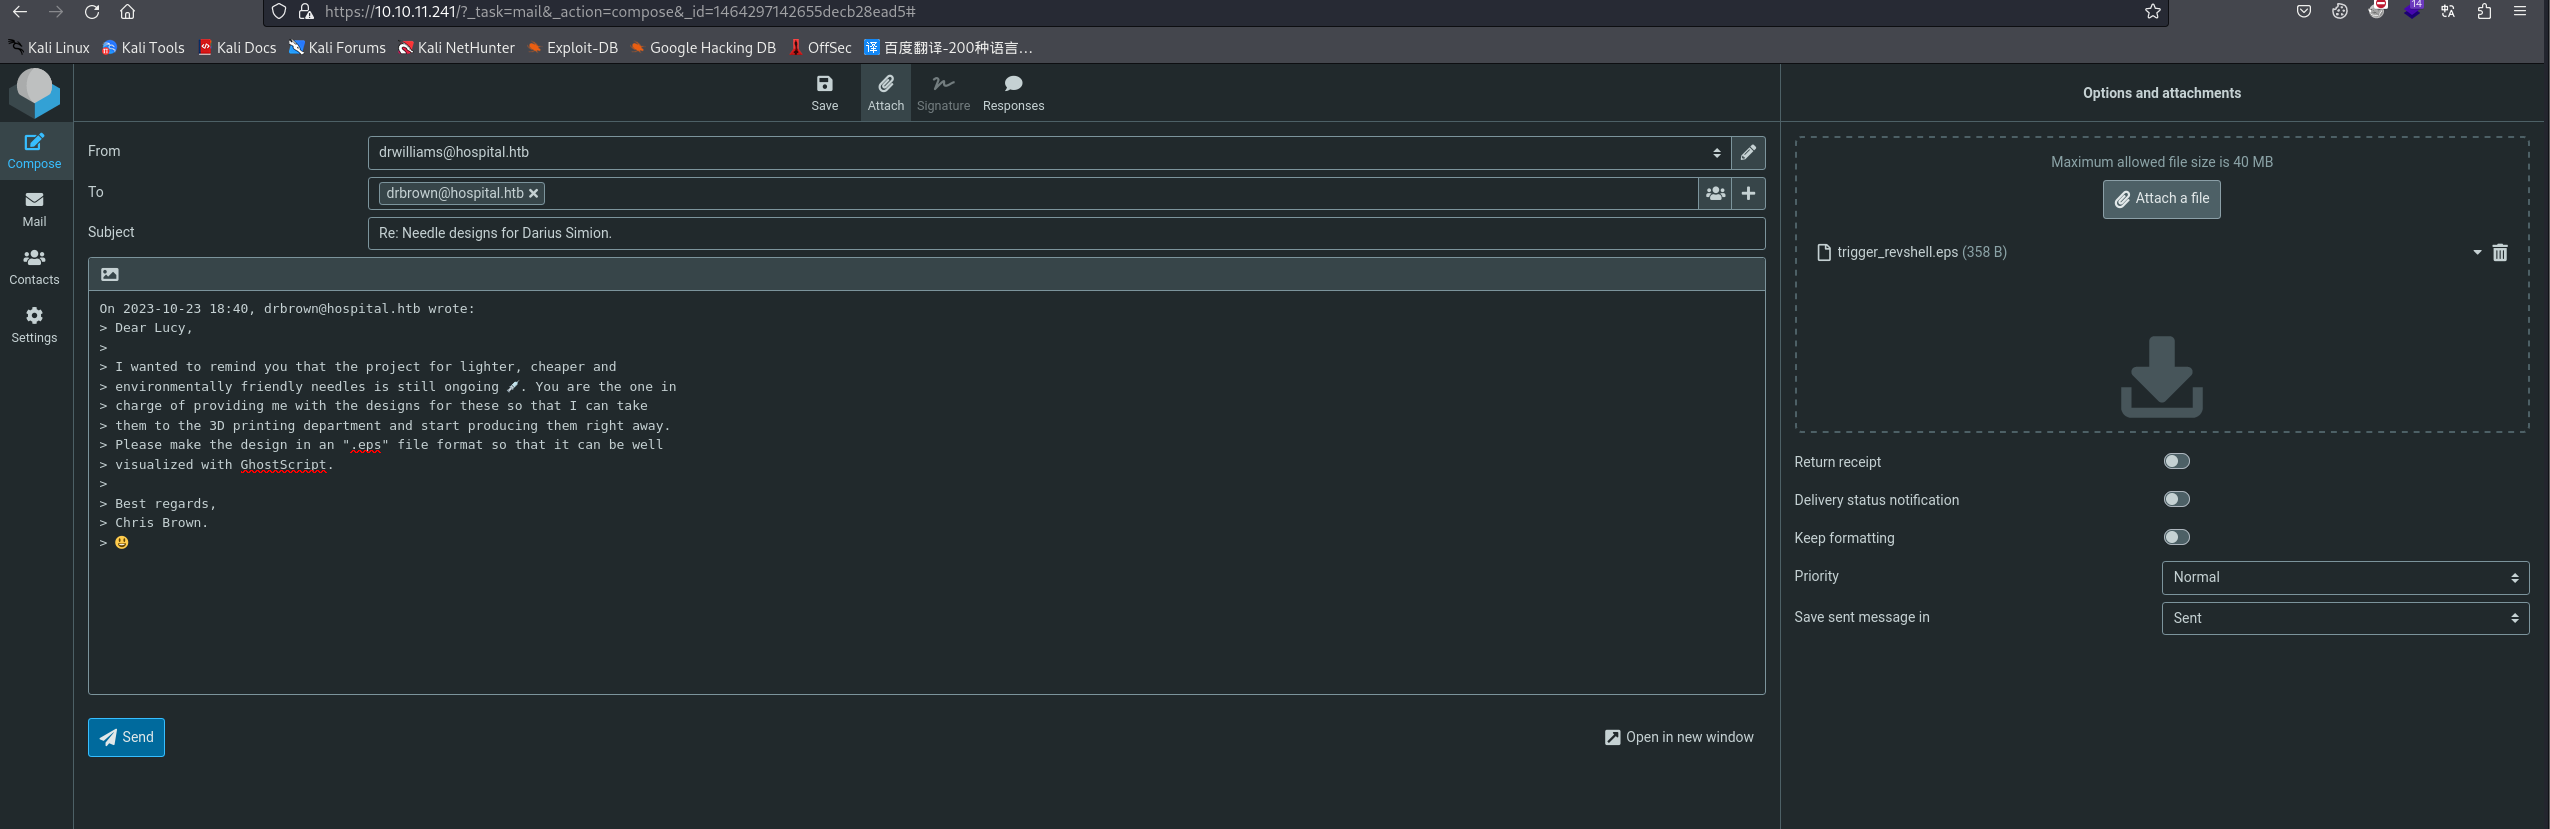 https://10.10.11.241/?_task=mail&_action=compose&_id=1464297142655decb28ead5#
14
Kali Linux Kali Tools Kali Docs Kali Forums Kali NetHunter Exploit-DB Google Hacking DB OffSec 译 百度翻译-200种语言…
Save Attach Signature Responses
Options and attachments
Compose
Mail
Contacts
Settings
From
drwilliams@hospital.htb
To
drbrown@hospital.htb
Subject
Re: Needle designs for Darius Simion.
On 2023-10-23 18:40, drbrown@hospital.htb wrote:
> Dear Lucy,
>
> I wanted to remind you that the project for lighter, cheaper and
> environmentally friendly needles is still ongoing 💉. You are the one in
> charge of providing me with the designs for these so that I can take
> them to the 3D printing department and start producing them right away.
> Please make the design in an ".eps" file format so that it can be well
> visualized with GhostScript.
>
> Best regards,
> Chris Brown.
> 😃
Send
Open in new window
Maximum allowed file size is 40 MB
Attach a file
trigger_revshell.eps (358 B)
Return receipt
Delivery status notification
Keep formatting
Priority
Normal
Save sent message in
Sent